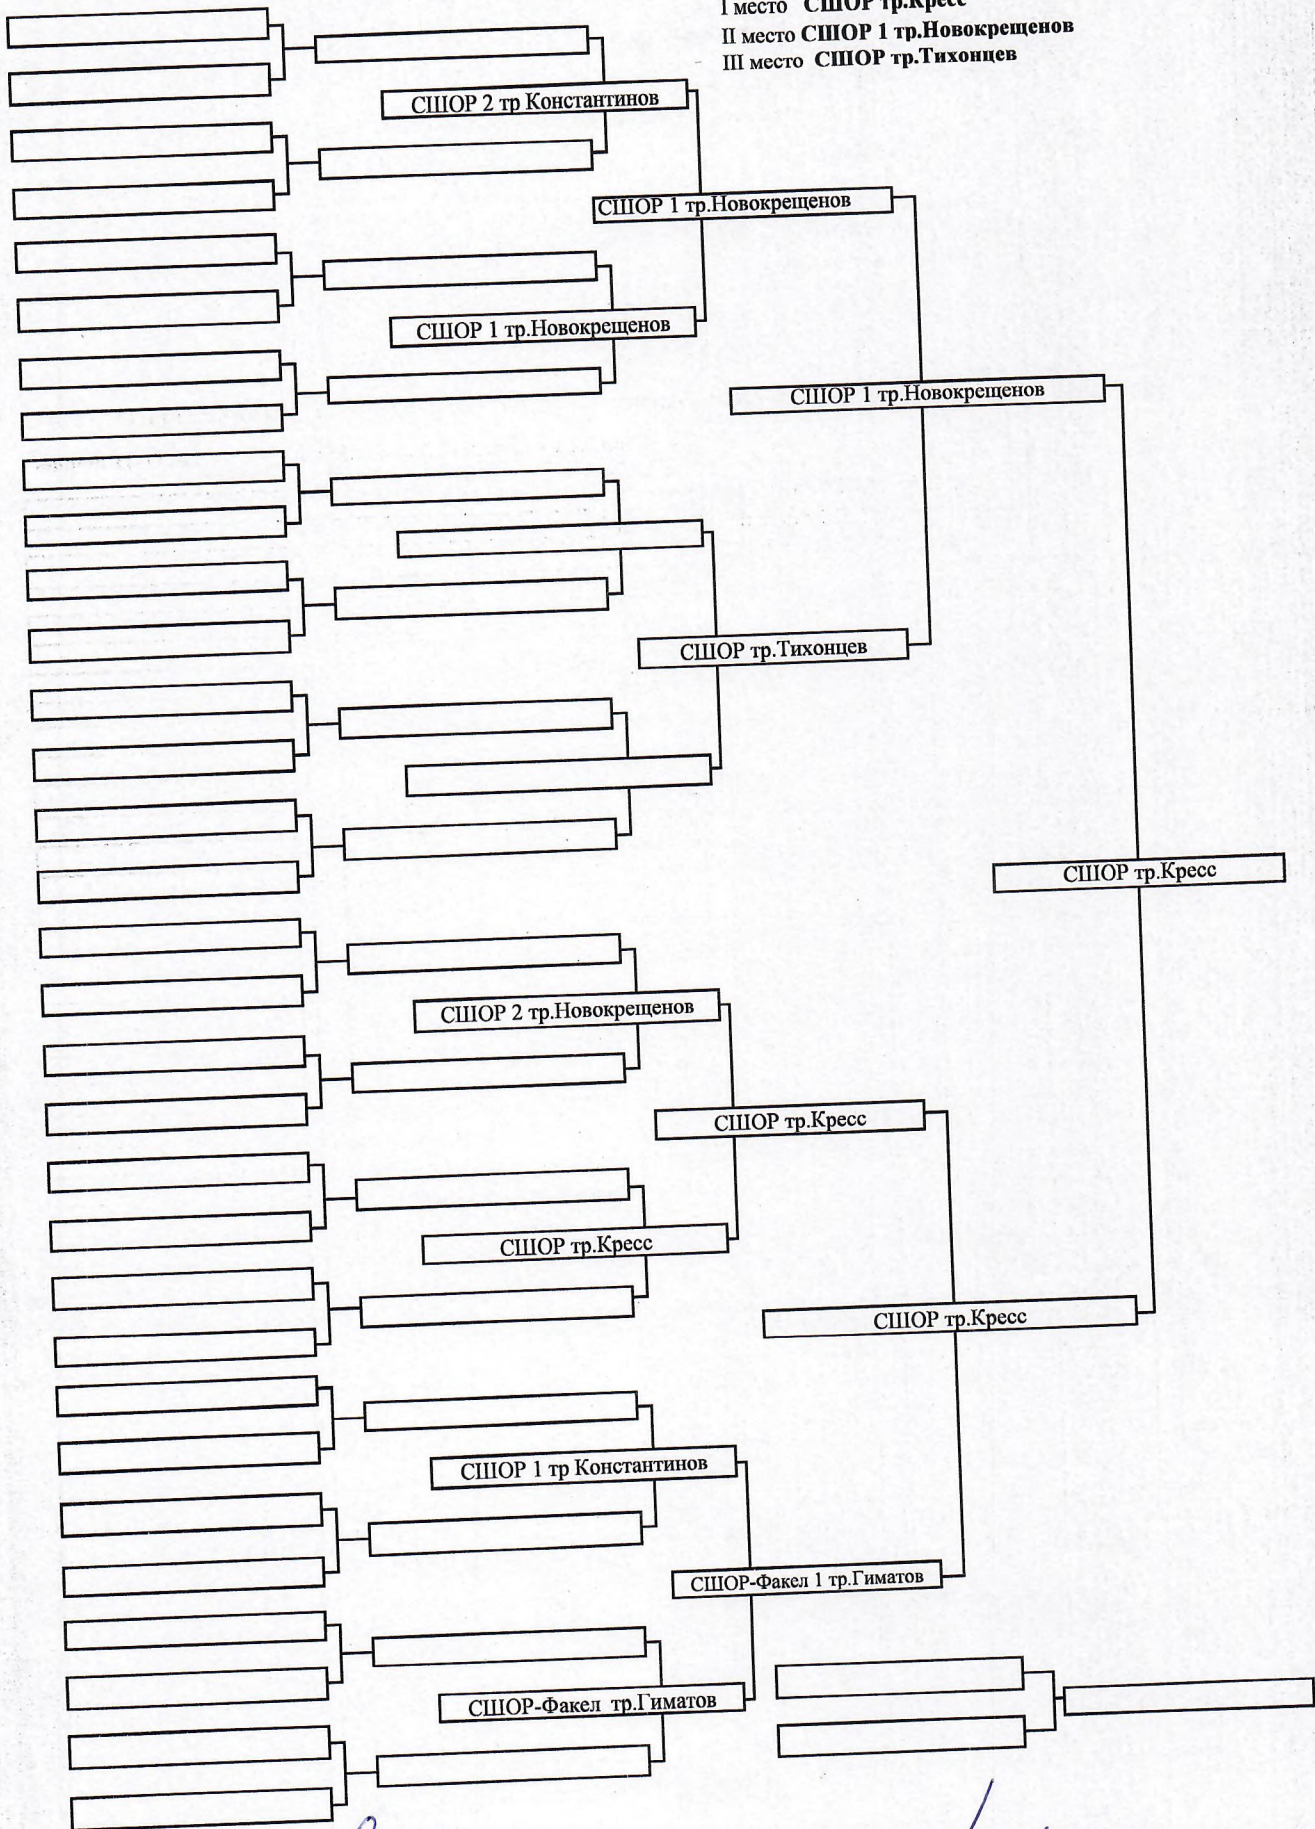 I место СШОР тр.Кресс
II место СШОР 1 тр.Новокрещенов
III место СШОР тр.Тихонцев
СШОР 2 тр Константинов
СШОР 1 тр.Новокрещенов
СШОР 1 тр.Новокрещенов
СШОР 1 тр.Новокрещенов
СШОР тр.Тихонцев
СШОР тр.Кресс
СШОР 2 тр.Новокрещенов
СШОР тр.Кресс
СШОР тр.Кресс
СШОР тр.Кресс
СШОР 1 тр Константинов
СШОР-Факел 1 тр.Гиматов
СШОР-Факел тр.Гиматов